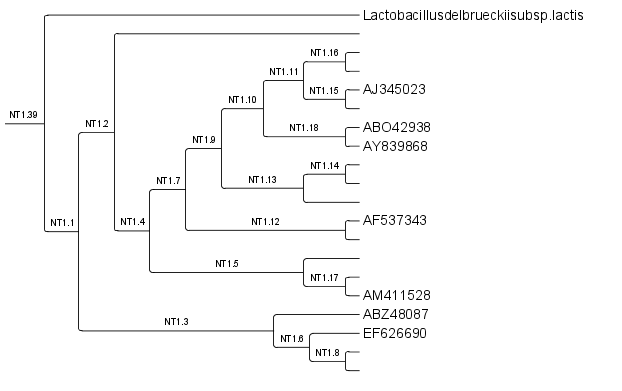 Lactobacillusdelbrueckiisubsp.lactis
NT1.16
NT1.11
NT1.15
AJ345023
NT1.10
NT1.39
NT1.2
NT1.18
ABO42938
NT1.9
AY839868
NT1.14
NT1.7
NT1.13
NT1.1
NT1.4
NT1.12
AF537343
NT1.5
NT1.17
AM411528
NT1.3
ABZ48087
NT1.6
EF626690
NT1.8